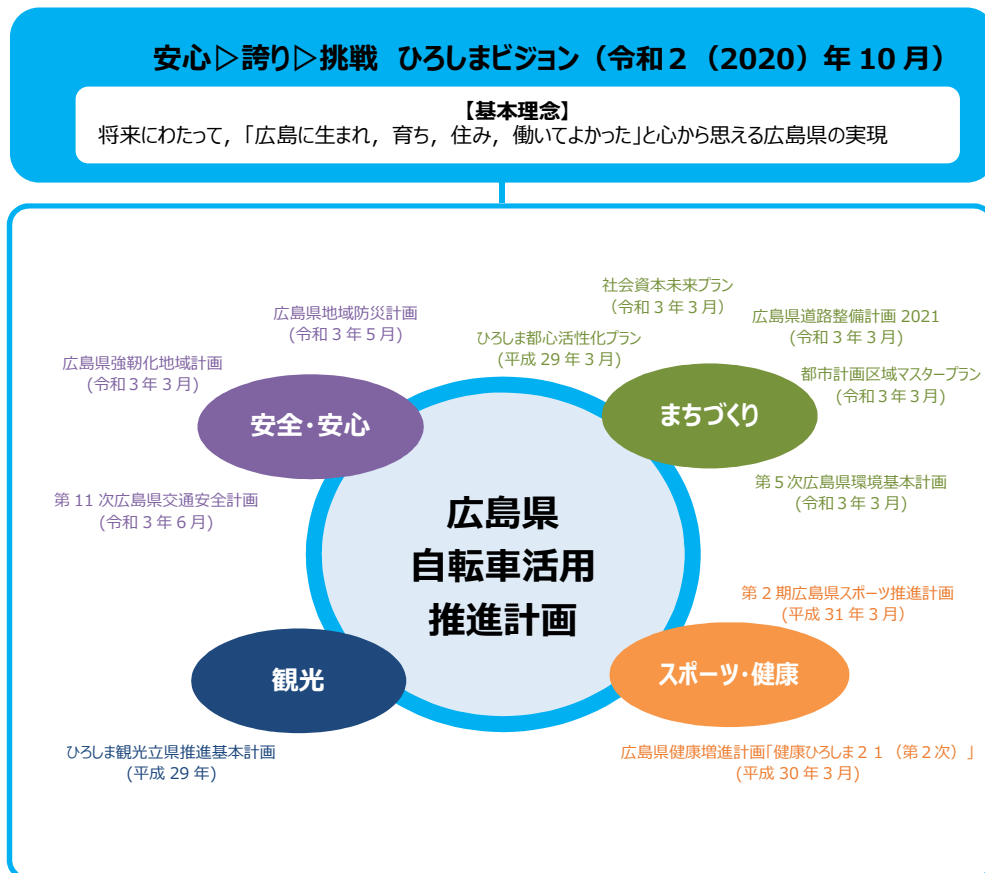 安心▷誇り▷挑戦 ひろしまビジョン（令和２（2020）年 10 月）
【基本理念】
将来にわたって，「広島に生まれ，育ち，住み，働いてよかった」と心から思える広島県の実現
社会資本未来プラン
(令和３年３月）
広島県地域防災計画
(令和３年５月)
広島県道路整備計画 2021
(令和３年３月)
ひろしま都心活性化プラン
(平成 29 年３月)
広島県強靭化地域計画
(令和３年３月)
都市計画区域マスタープラン
(令和３年３月)
安全・安心
まちづくり
第 11 次広島県交通安全計画
(令和３年６月)
第５次広島県環境基本計画
(令和３年３月)
広島県
自転車活用
推進計画
第２期広島県スポーツ推進計画
(平成 31 年３月）
観光
スポーツ・健康
ひろしま観光立県推進基本計画
(平成 29 年)
広島県健康増進計画「健康ひろしま２１（第２次）」
(平成 30 年３月)